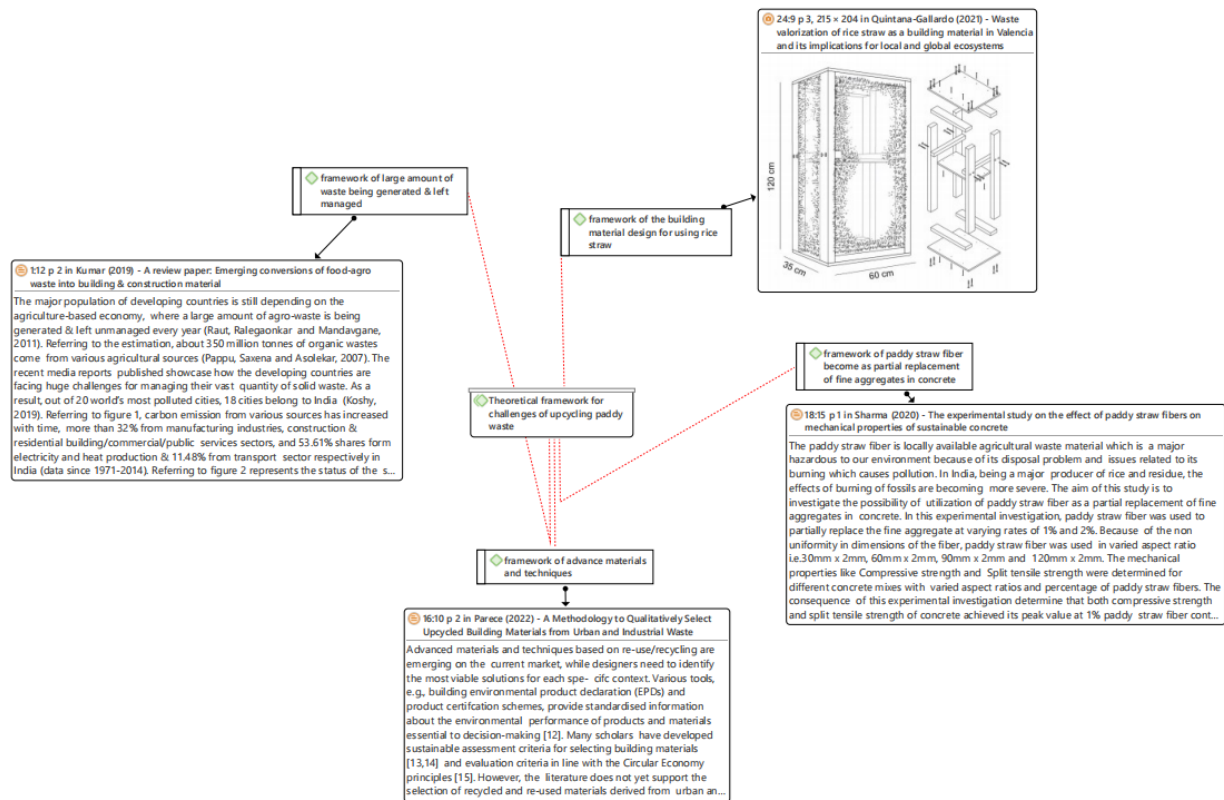 24:9 p 3, 215 × 204 in Quintana-Gallardo (2021) - Waste
valorization of rice straw as a building material in Valencia
and its implications for local and global ecosystems
120 cm
35 cm
60 cm
framework of large amount of
waste being generated & left
managed
framework of the building
material design for using rice
straw
1:12 p 2 in Kumar (2019) - A review paper: Emerging conversions of food-agro
waste into building & construction material
The major population of developing countries is still depending on the
agriculture-based economy, where a large amount of agro-waste is being
generated & left unmanaged every year (Raut, Ralegaonkar and Mandavgane,
2011). Referring to the estimation, about 350 million tonnes of organic wastes
come from various agricultural sources (Pappu, Saxena and Asolekar, 2007). The
recent media reports published showcase how the developing countries are
facing huge challenges for managing their vast quantity of solid waste. As a
result, out of 20 world's most polluted cities, 18 cities belong to India (Koshy,
2019). Referring to figure 1, carbon emission from various sources has increased
with time, more than 32% from manufacturing industries, construction &
residential building/commercial/public services sectors, and 53.61% shares form
electricity and heat production & 11.48% from transport sector respectively in
India (data since 1971-2014). Referring to figure 2 represents the status of the s...
framework of paddy straw fiber
become as partial replacement
of fine aggregates in concrete
Theoretical framework for
challenges of upcycling paddy
waste
18:15 p 1 in Sharma (2020) - The experimental study on the effect of paddy straw fibers on
mechanical properties of sustainable concrete
The paddy straw fiber is locally available agricultural waste material which is a major
hazardous to our environment because of its disposal problem and issues related to its
burning which causes pollution. In India, being a major producer of rice and residue, the
effects of burning of fossils are becoming more severe. The aim of this study is to
investigate the possibility of utilization of paddy straw fiber as a partial replacement of fine
aggregates in concrete. In this experimental investigation, paddy straw fiber was used to
partially replace the fine aggregate at varying rates of 1% and 2%. Because of the non
uniformity in dimensions of the fiber, paddy straw fiber was used in varied aspect ratio
i.e.30mm x 2mm, 60mm x 2mm, 90mm x 2mm and 120mm x 2mm. The mechanical
properties like Compressive strength and Split tensile strength were determined for
different concrete mixes with varied aspect ratios and percentage of paddy straw fibers. The
consequence of this experimental investigation determine that both compressive strength
and split tensile strength of concrete achieved its peak value at 1% paddy straw fiber cont...
framework of advance materials
and techniques
16:10 p 2 in Parece (2022) - A Methodology to Qualitatively Select
Upcycled Building Materials from Urban and Industrial Waste
Advanced materials and techniques based on re-use/recycling are
emerging on the current market, while designers need to identify
the most viable solutions for each spe- cifc context. Various tools,
e.g., building environmental product declaration (EPDs) and
product certifcation schemes, provide standardised information
about the environmental performance of products and materials
essential to decision-making [12]. Many scholars have developed
sustainable assessment criteria for selecting building materials
[13,14] and evaluation criteria in line with the Circular Economy
principles [15]. However, the literature does not yet support the
selection of recycled and re-used materials derived from urban an...